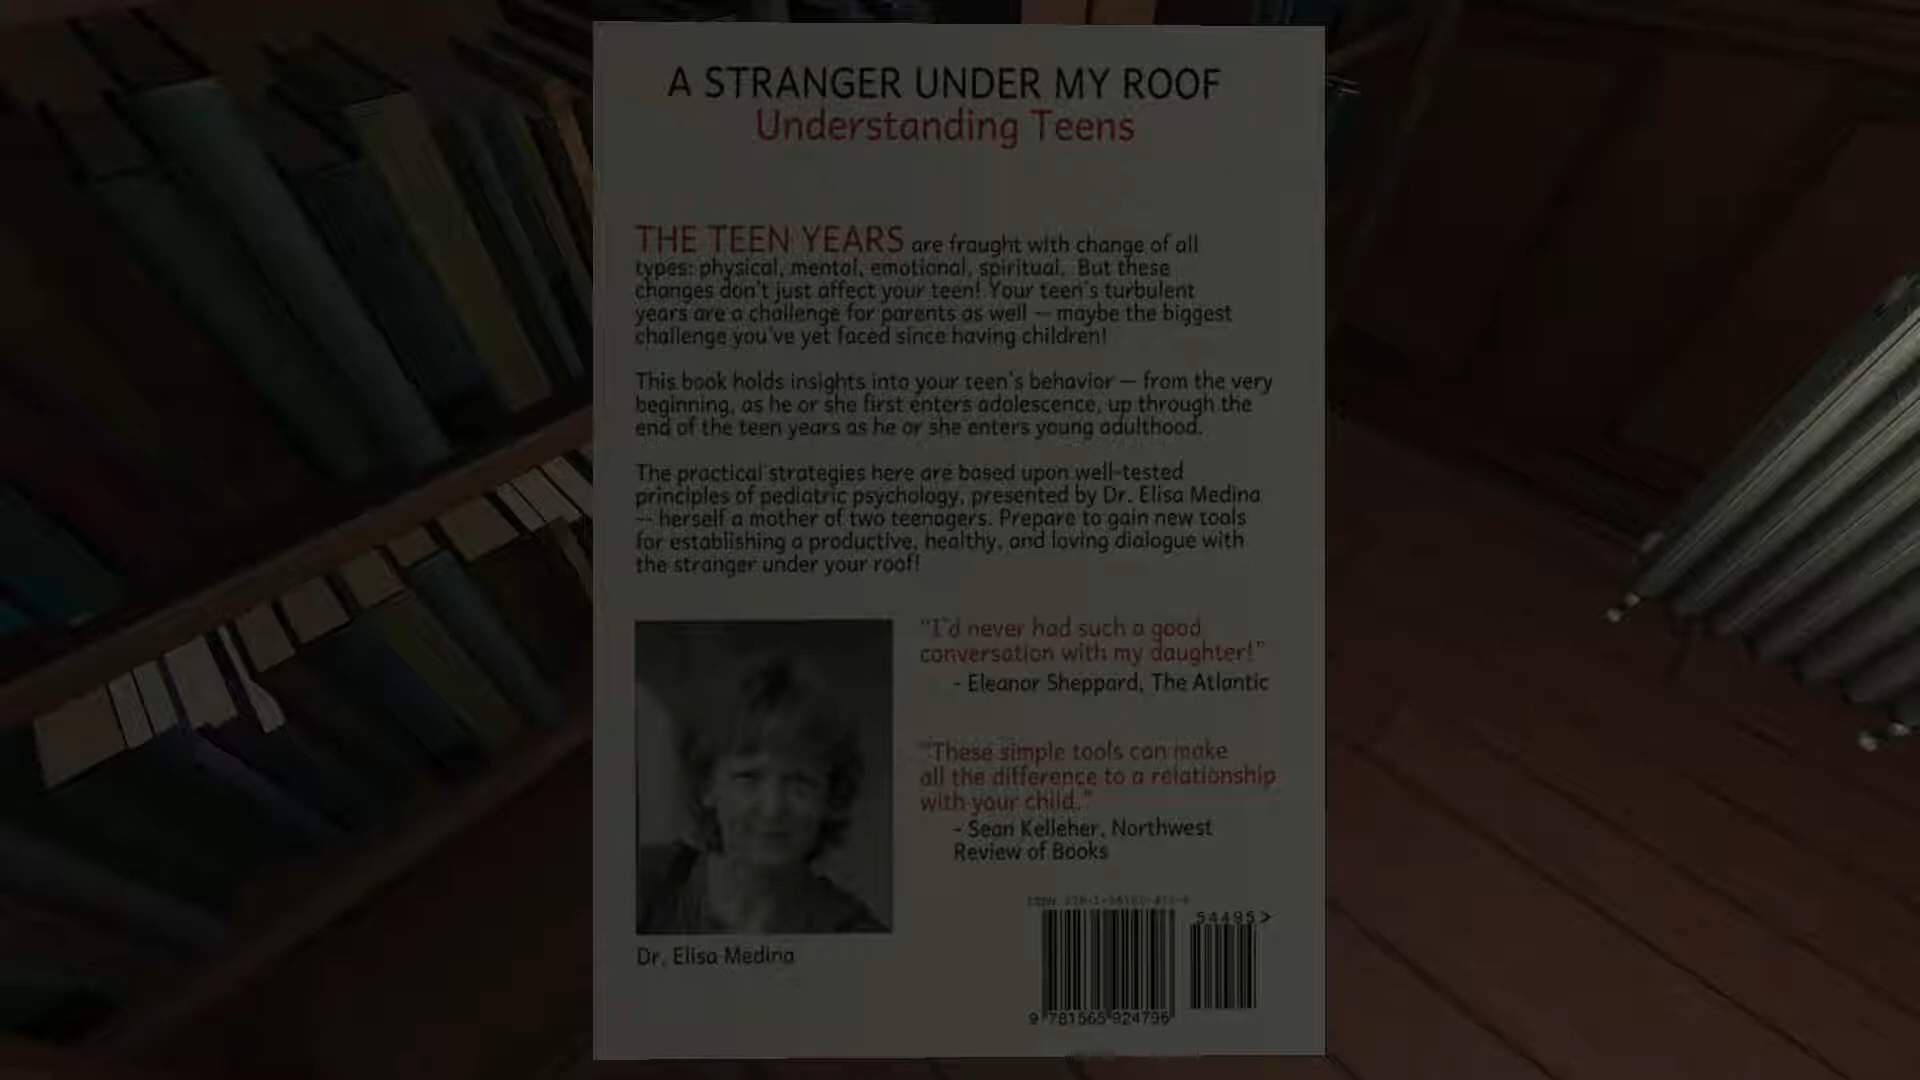 A STRANGER UNDER MY ROOF
Understanding Teens
THE TEEN YEARS are fraught with change of all
types: physical, mental, emotional, spiritual. But these
changes don't just affect your teen! Your teen's turbulent
years are a challenge for parents as well — maybe the biggest
challenge you've yet faced since having children!
This book holds insights into your teen's behavior — from the very
beginning, as he or she first enters adolescence, up through the
end of the teen years as he or she enters young adulthood.
The practical strategies here are based upon well-tested
principles of pediatric psychology, presented by Dr. Elisa Medina
— herself a mother of two teenagers. Prepare to gain new tools
for establishing a productive, healthy, and loving dialogue with
the stranger under your roof!
"I'd never had such a good
conversation with my daughter!"
- Eleanor Sheppard, The Atlantic
"These simple tools can make
all the difference to a relationship
with your child."
- Sean Kelleher, Northwest
Review of Books
Dr. Elisa Medina
ISBN
54495>
9 781565 924796